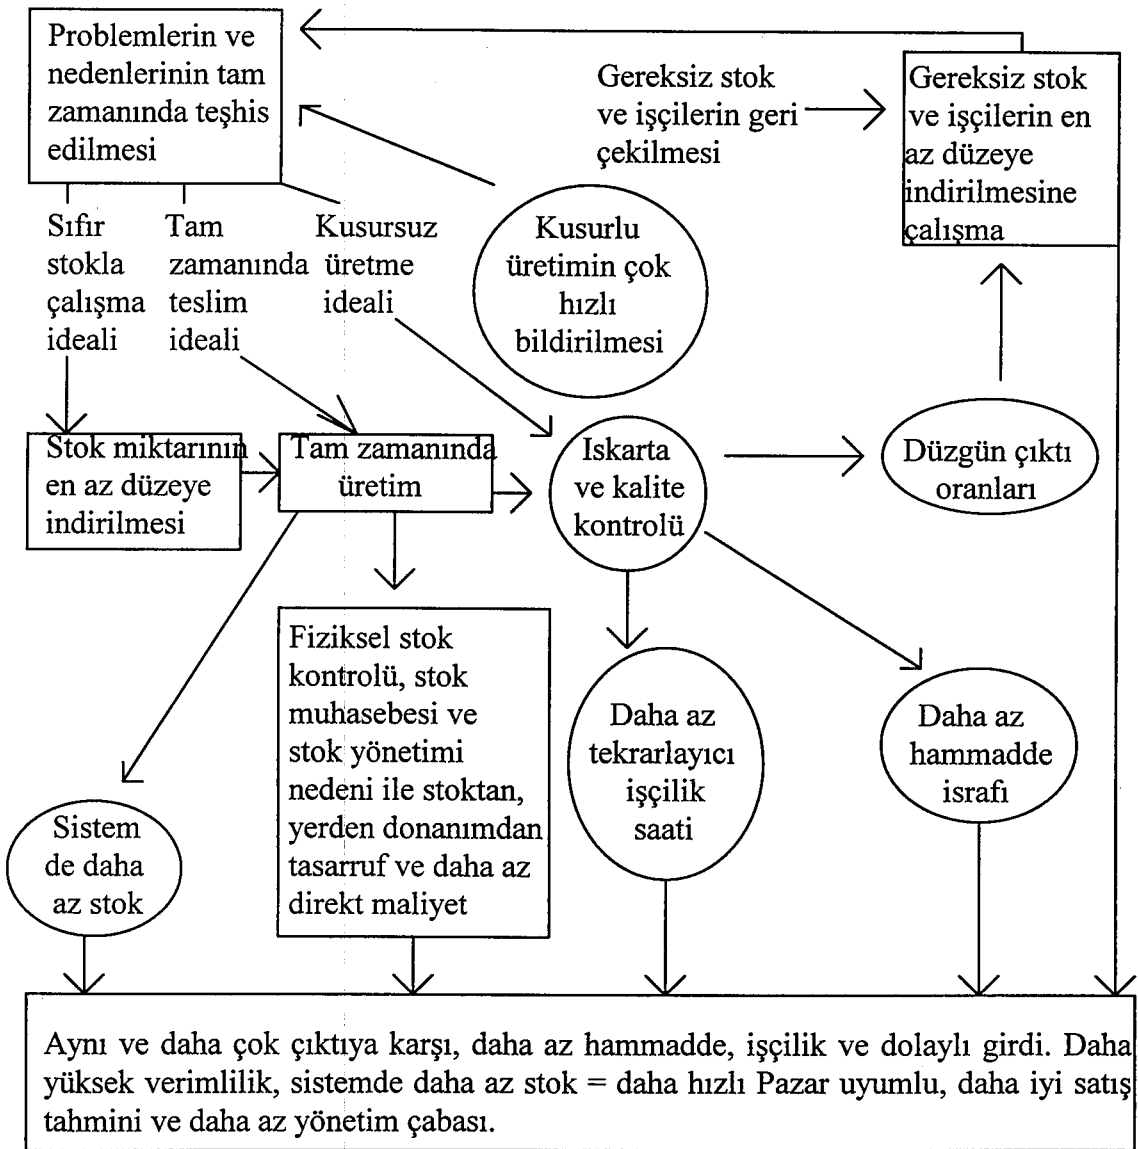 Problemlerin ve
nedenlerinin tam
zamanında teşhis
edilmesi
Gereksiz stok
ve işçilerin geri
çekilmesi
Gereksiz stok
ve işçilerin en
az düzeye
indirilmesine
çalışma
Sıfır
stokla
çalışma
ideali
Tam
zamanında
teslim
ideali
Kusursuz
üretme
ideali
Kusurlu
üretimin çok
hızlı
bildirilmesi
Stok miktarının
en az düzeye
indirilmesi
Tam zamanında
üretim
Iskarta
ve kalite
kontrolü
Düzgün çıktı
oranları
Fiziksel stok
kontrolü, stok
muhasebesi ve
stok yönetimi
nedeni ile stoktan,
yerden donanımdan
tasarruf ve daha az
direkt maliyet
Daha az
tekrarlayıcı
işçilik
saati
Daha az
hammadde
israfı
Sistem
de daha
az stok
Aynı ve daha çok çıktıya karşı, daha az hammadde, işçilik ve dolaylı girdi. Daha
yüksek verimlilik, sistemde daha az stok = daha hızlı Pazar uyumlu, daha iyi satış
tahmini ve daha az yönetim çabası.